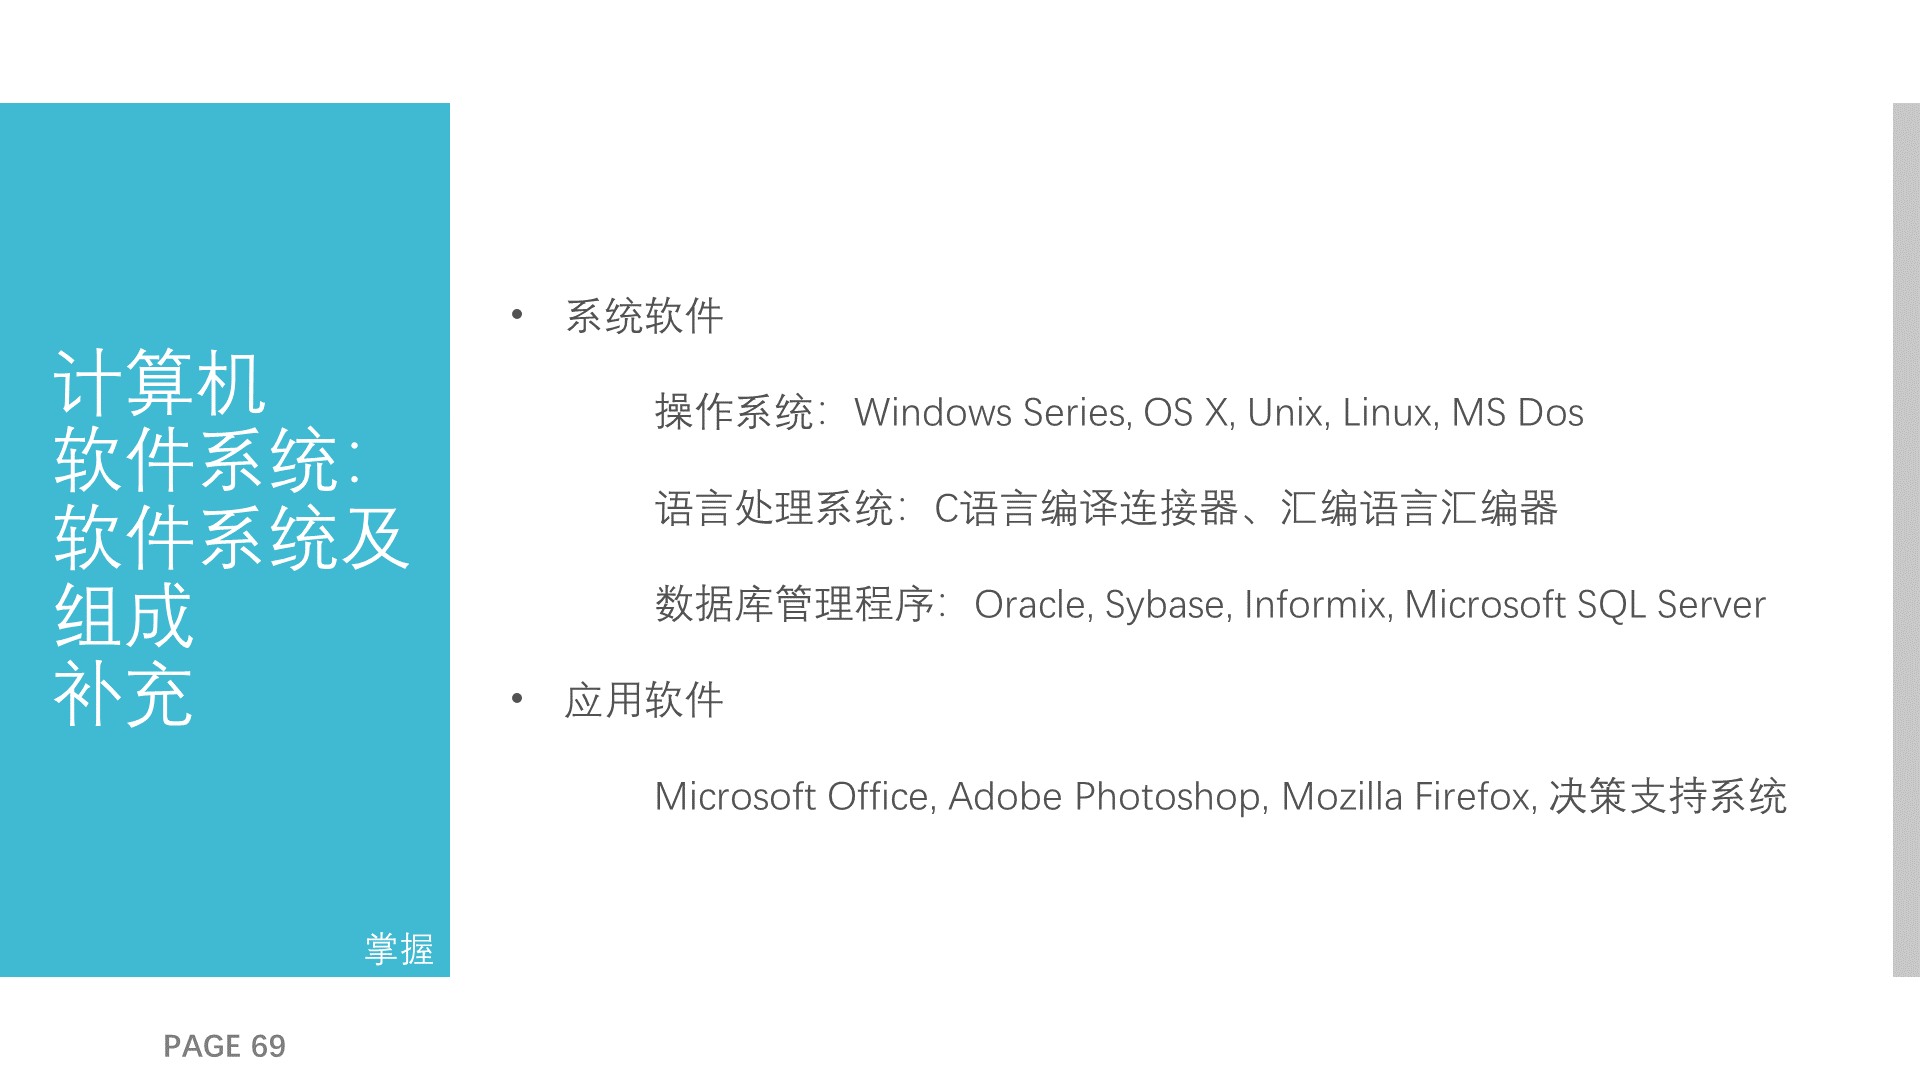 计算机
软件系统：
软件系统及
组成
补充
掌握
• 系统软件
操作系统：Windows Series, OS X, Unix, Linux, MS Dos
语言处理系统：C语言编译连接器、汇编语言汇编器
数据库管理程序：Oracle, Sybase, Informix, Microsoft SQL Server
• 应用软件
Microsoft Office, Adobe Photoshop, Mozilla Firefox, 决策支持系统
PAGE 69